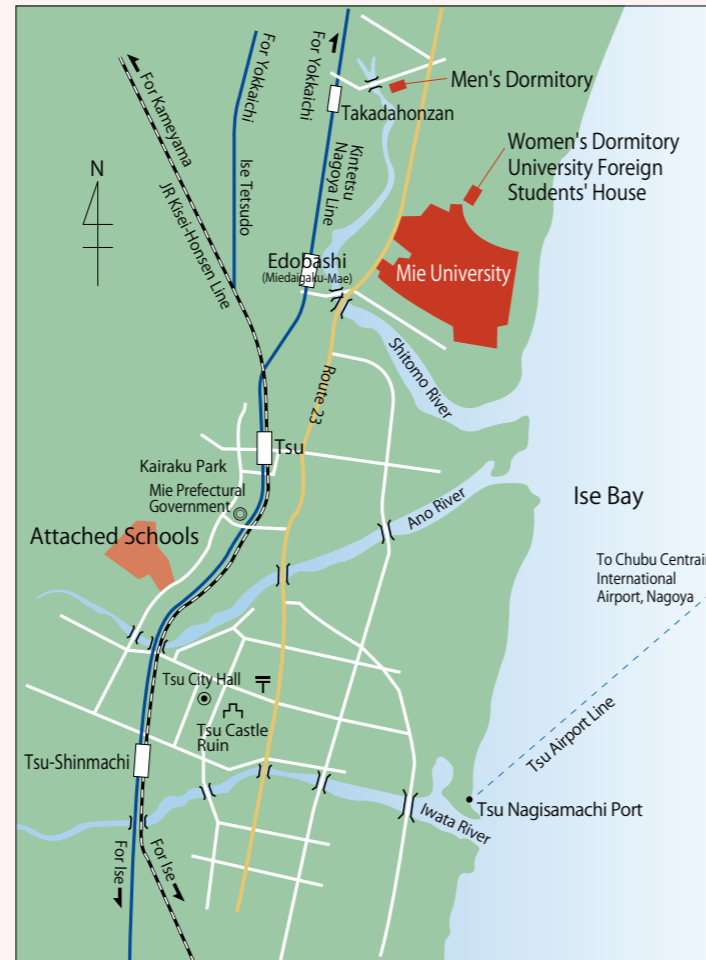 For Kameyama
JR Kisei-Honsen Line
For Yokkaichi
Ise Tetsudo
For Yokkaichi
Kintetsu
Nagoya Line
Takadahonzan
Men's Dormitory
Women's Dormitory
University Foreign
Students' House
N
Edobashi
(Miedaigaku-Mae)
Mie University
Shitomo River
Route 23
Tsu
Kairaku Park
Mie Prefectural
Government
Attached Schools
Ano River
Ise Bay
To Chubu Centrair
International
Airport, Nagoya
Tsu Airport Line
Tsu City Hall
Tsu Castle
Ruin
Tsu-Shinmachi
Tsu Nagisamachi Port
Iwata River
For Ise
For Ise